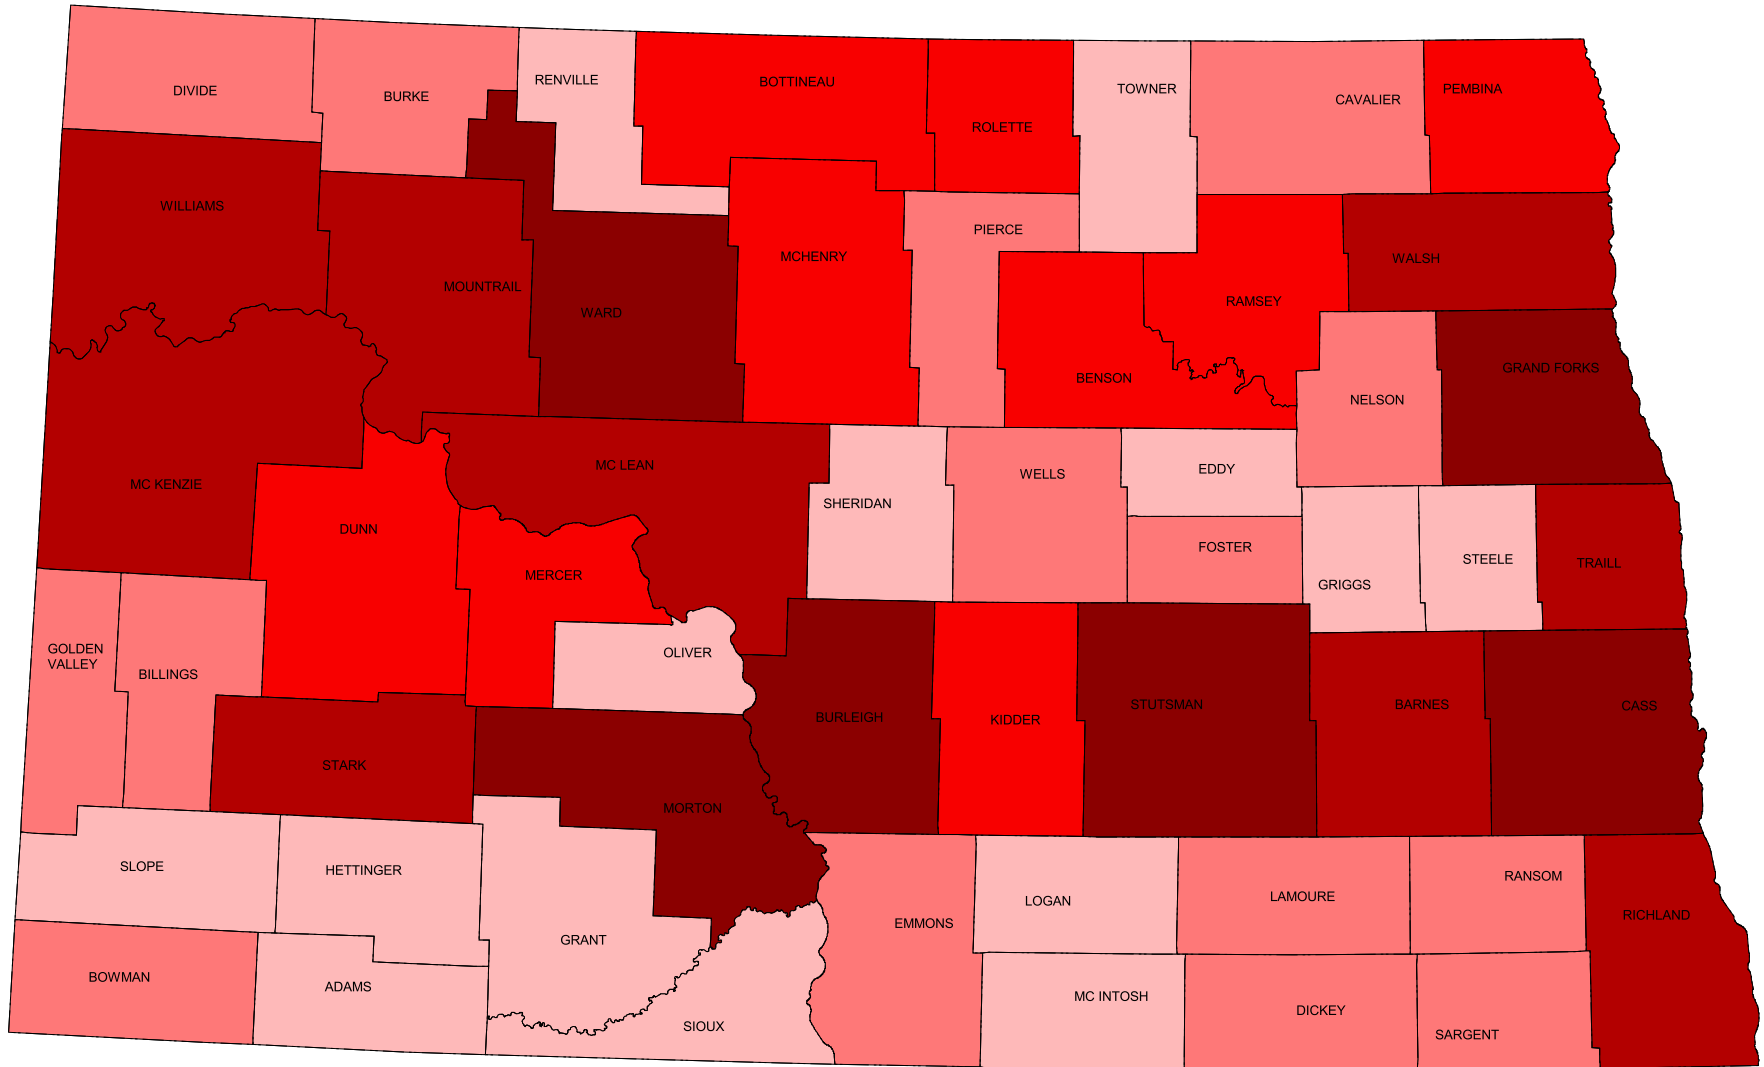 DIVIDE
BURKE
RENVILLE
BOTTINEAU
ROLETTE
TOWNER
CAVALIER
PEMBINA
WILLIAMS
MOUNTRAIL
WARD
MCHENRY
PIERCE
BENSON
RAMSEY
WALSH
NELSON
GRAND FORKS
MC KENZIE
DUNN
MC LEAN
MERCER
SHERIDAN
WELLS
EDDY
FOSTER
GRIGGS
STEELE
TRAILL
GOLDEN
VALLEY
BILLINGS
OLIVER
STARK
MORTON
BURLEIGH
KIDDER
STUTSMAN
BARNES
CASS
SLOPE
HETTINGER
GRANT
EMMONS
LOGAN
LAMOURE
RANSOM
RICHLAND
BOWMAN
ADAMS
SIOUX
MC INTOSH
DICKEY
SARGENT